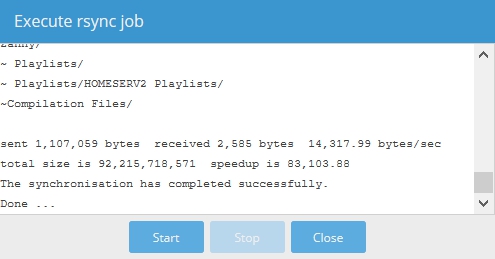 Execute rsync job
Zanny/
~ Playlists/
~ Playlists/HOMESERV2 Playlists/
~Compilation Files/
sent 1,107,059 bytes  received 2,585 bytes  14,317.99 bytes/sec
total size is 92,215,718,571  speedup is 83,103.88
The synchronisation has completed successfully.
Done ...
Start
Stop
Close